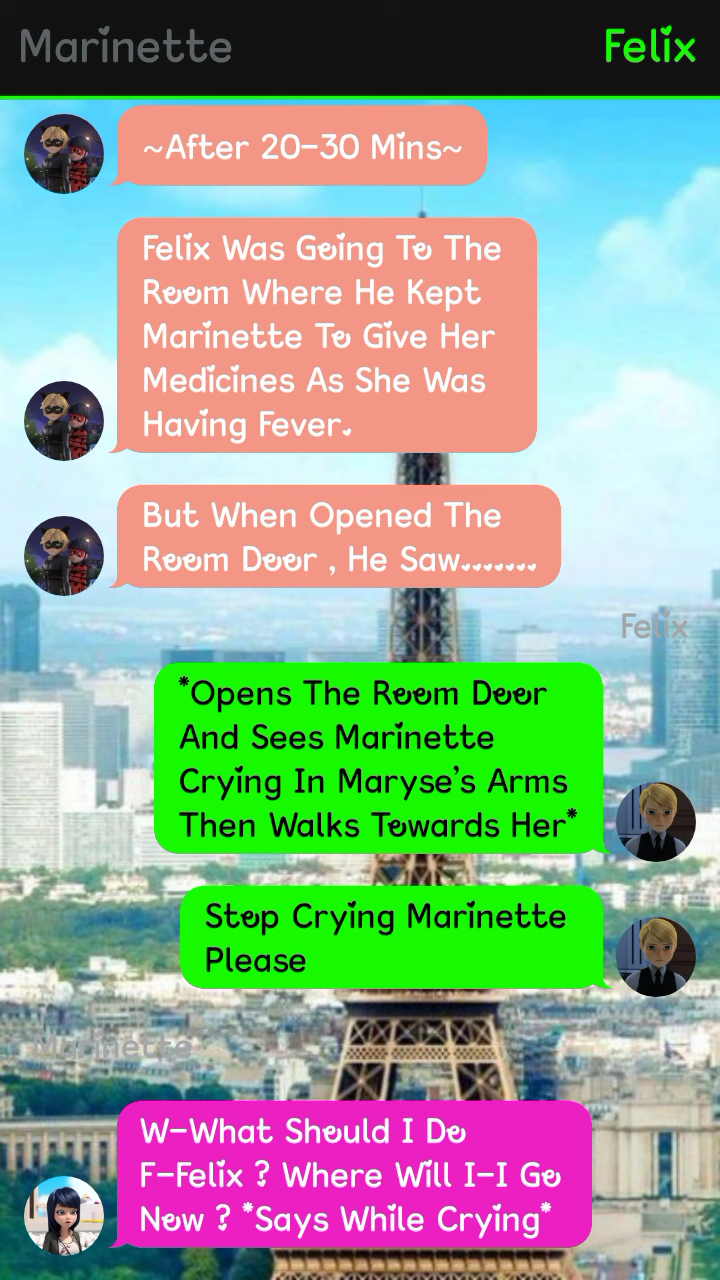 Marinette
Felix
~After 20-30 Mins~
Felix Was Going To The
Room Where He Kept
Marinette To Give Her
Medicines As She Was
Having Fever.
But When Opened The
Room Door , He Saw.......
Felix
*Opens The Room Door
And Sees Marinette
Crying In Maryse's Arms
Then Walks Towards Her*
Stop Crying Marinette
Please
Marinette
W-What Should I Do
F-Felix ? Where Will I-I Go
Now ? *Says While Crying*